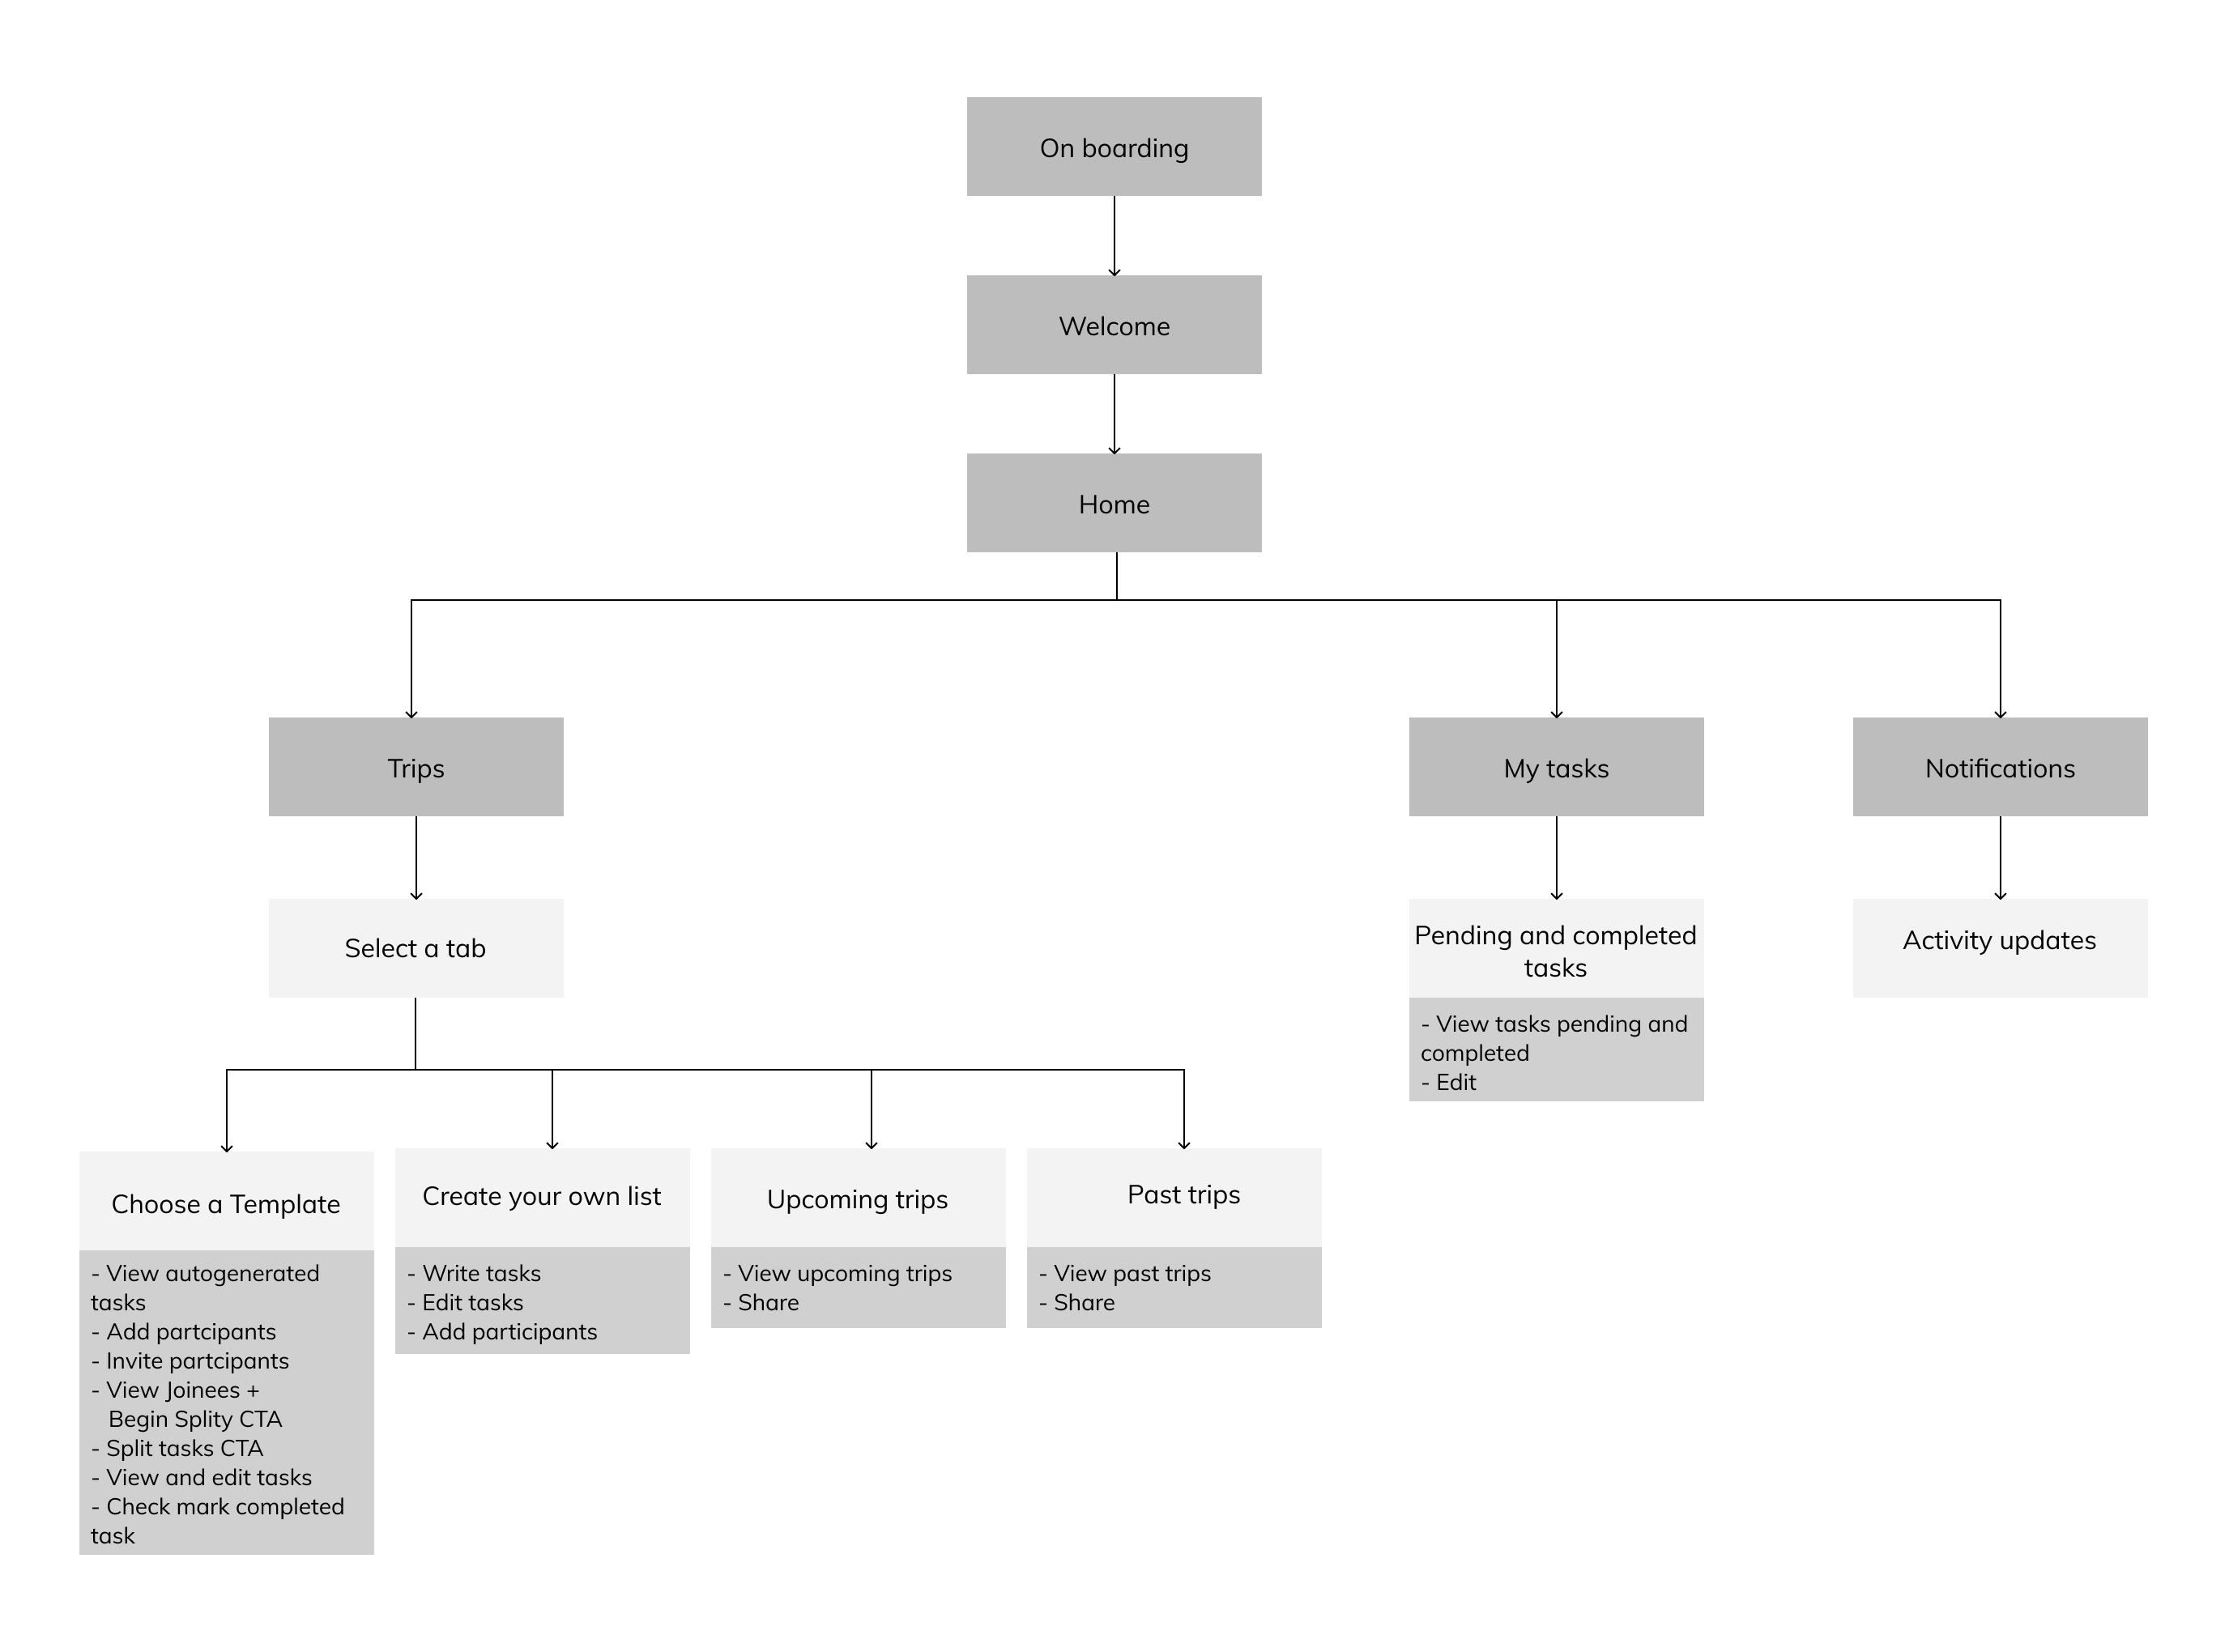 On boarding
Welcome
Home
Trips
My tasks
Notifications
Select a tab
Pending and completed
tasks
- View tasks pending and
completed
- Edit
Activity updates
Choose a Template
- View autogenerated
tasks
- Add partcipants
- Invite partcipants
- View Joinees +
Begin Splity CTA
- Split tasks CTA
- View and edit tasks
- Check mark completed
task
Create your own list
- Write tasks
- Edit tasks
- Add participants
Upcoming trips
- View upcoming trips
- Share
Past trips
- View past trips
- Share